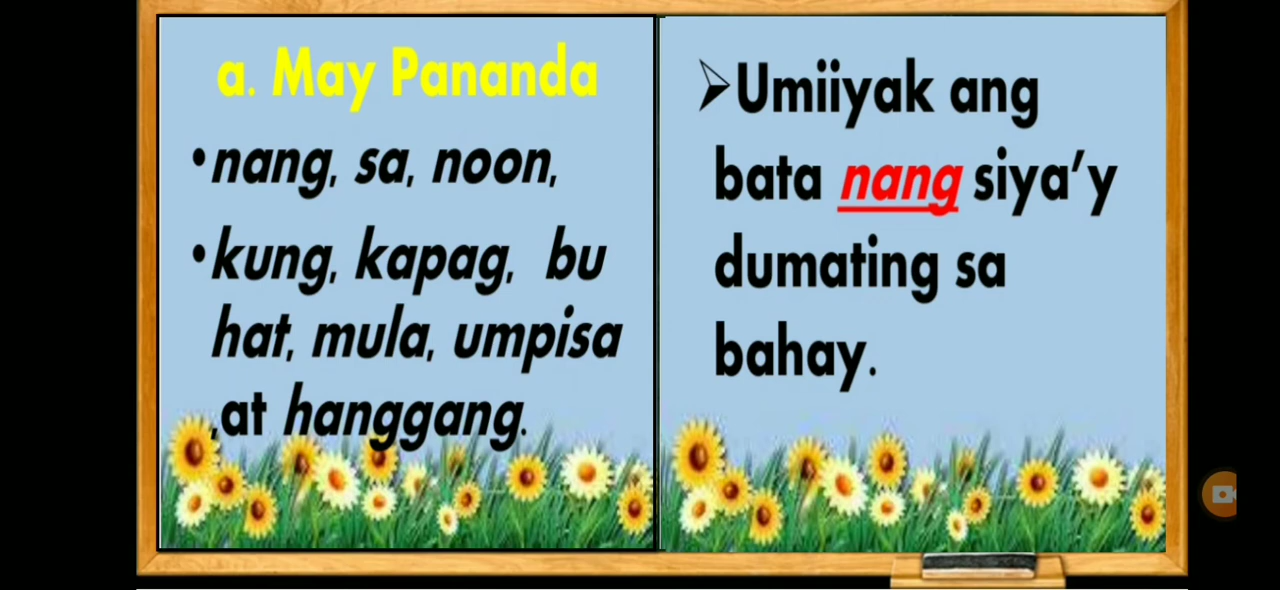 a. May Pananda
•nang, sa, noon,
•kung, kapag, bu
hat, mula, umpisa
,at hanggang.
➢Umiiyak ang
bata nang siya’y
dumating sa
bahay.